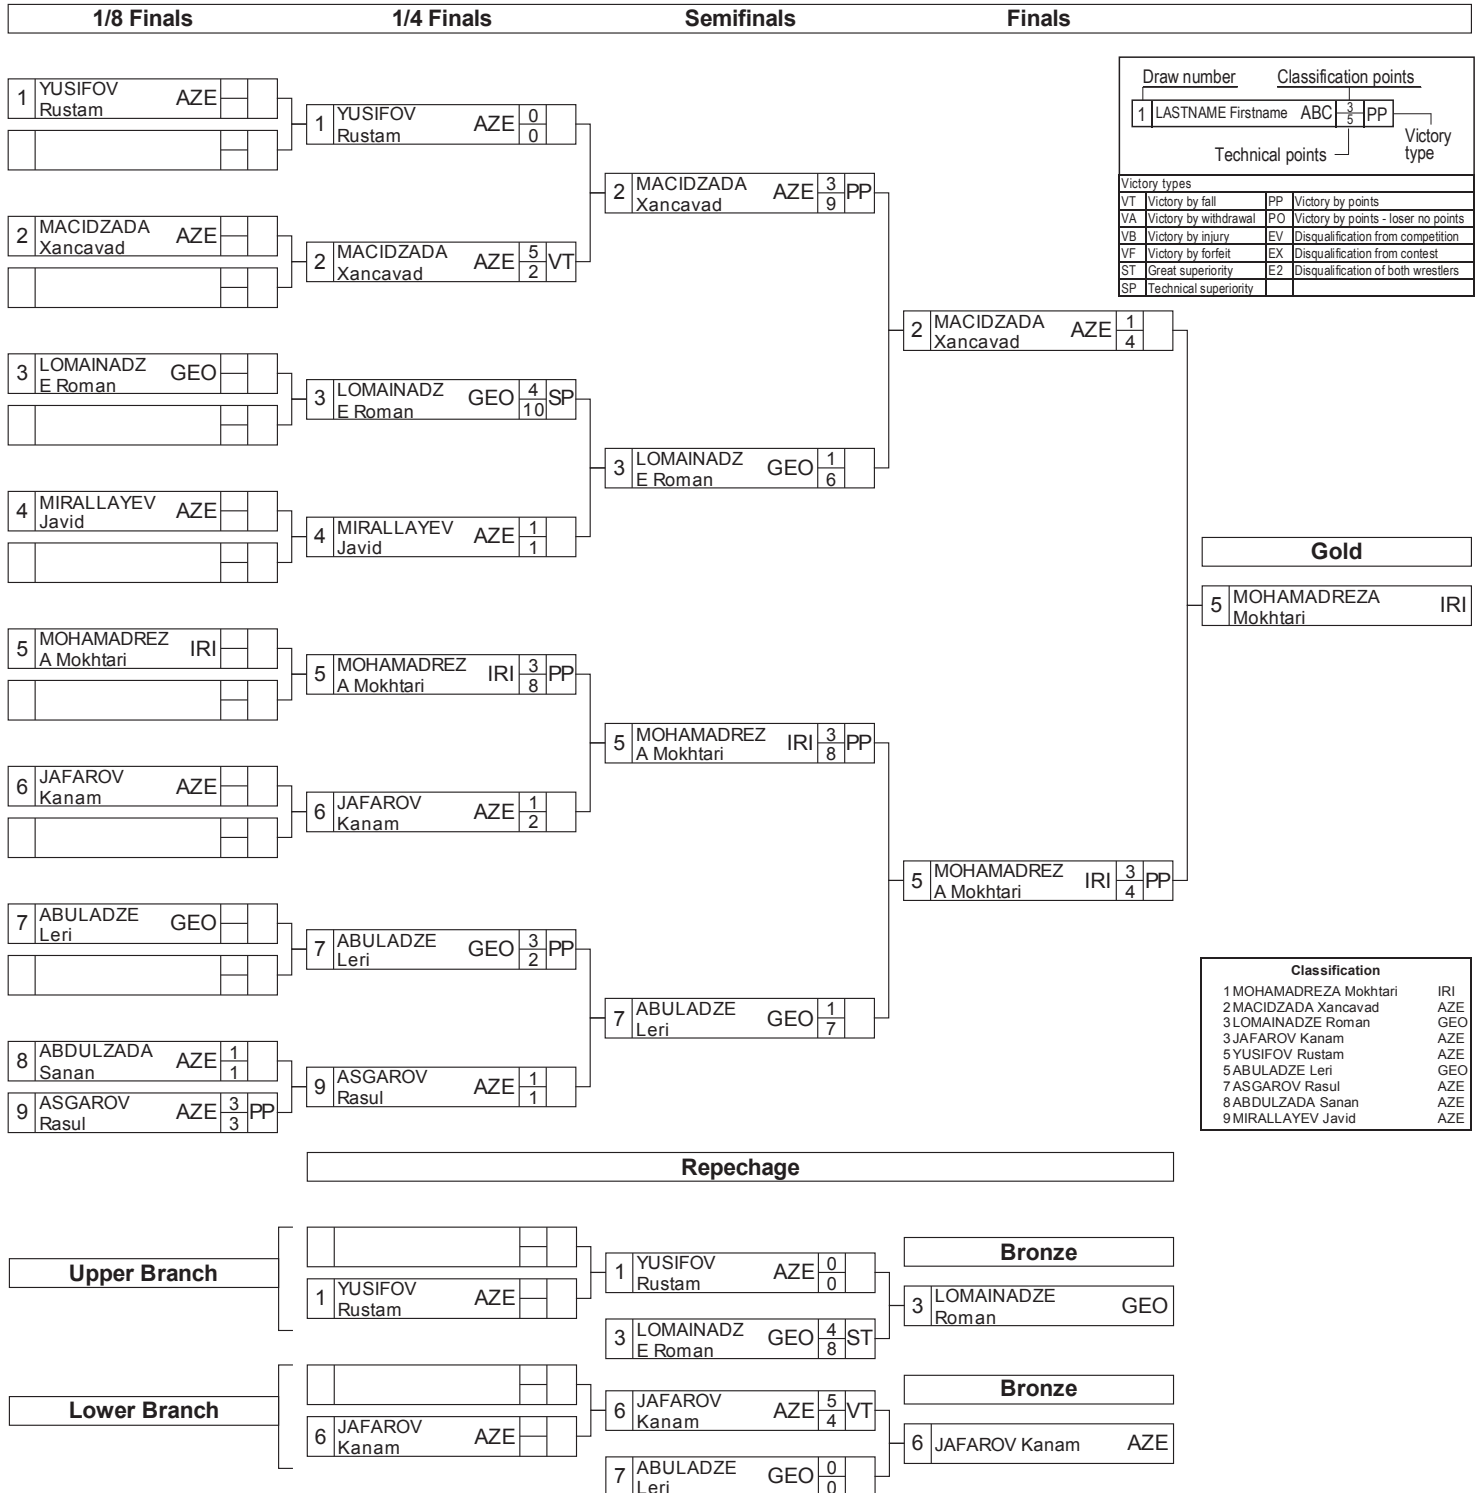 1/8 Finals 1/4 Finals Semifinals Finals
Draw number Classification points
1 LASTNAME Firstname ABC 3 5 PP
Technical points
Victory type
Victory types
VT Victory by fall PP Victory by points
VA Victory by withdrawal PO Victory by points - loser no points
VB Victory by injury EV Disqualification from competition
VF Victory by forfeit EX Disqualification from contest
ST Great superiority E2 Disqualification of both wrestlers
SP Technical superiority
1 YUSIFOV
Rustam AZE
2 MACIDZADA
Xancavad AZE
3 LOMAINADZ
E Roman GEO
4 MIRALLAYEV
Javid AZE
5 MOHAMADREZ
A Mokhtari IRI
6 JAFAROV
Kanam AZE
7 ABULADZE
Leri GEO
8 ABDULZADA
Sanan AZE 1 1
9 ASGAROV
Rasul AZE 3 3 PP
1 YUSIFOV
Rustam AZE 0 0
2 MACIDZADA
Xancavad AZE 5 2 VT
3 LOMAINADZ
E Roman GEO 4 10 SP
4 MIRALLAYEV
Javid AZE 1 1
5 MOHAMADREZ
A Mokhtari IRI 3 8 PP
6 JAFAROV
Kanam AZE 1 2
7 ABULADZE
Leri GEO 3 2 PP
9 ASGAROV
Rasul AZE 1 1
2 MACIDZADA
Xancavad AZE 3 9 PP
3 LOMAINADZ
E Roman GEO 1 6
5 MOHAMADREZ
A Mokhtari IRI 3 8 PP
7 ABULADZE
Leri GEO 1 7
2 MACIDZADA
Xancavad AZE 1 4
5 MOHAMADREZ
A Mokhtari IRI 3 4 PP
Gold
5 MOHAMADREZA
Mokhtari IRI
Classification
1 MOHAMADREZA Mokhtari IRI
2 MACIDZADA Xancavad AZE
3 LOMAINADZE Roman GEO
3 JAFAROV Kanam AZE
5 YUSIFOV Rustam AZE
5 ABULADZE Leri GEO
7 ASGAROV Rasul AZE
8 ABDULZADA Sanan AZE
9 MIRALLAYEV Javid AZE
Repechage
Upper Branch
1 YUSIFOV
Rustam AZE
1 YUSIFOV
Rustam AZE 0 0
3 LOMAINADZ
E Roman GEO 4 8 ST
Bronze
3 LOMAINADZE
Roman GEO
Lower Branch
6 JAFAROV
Kanam AZE
6 JAFAROV
Kanam AZE 5 4 VT
7 ABULADZE
Leri GEO 0 0
Bronze
6 JAFAROV Kanam AZE